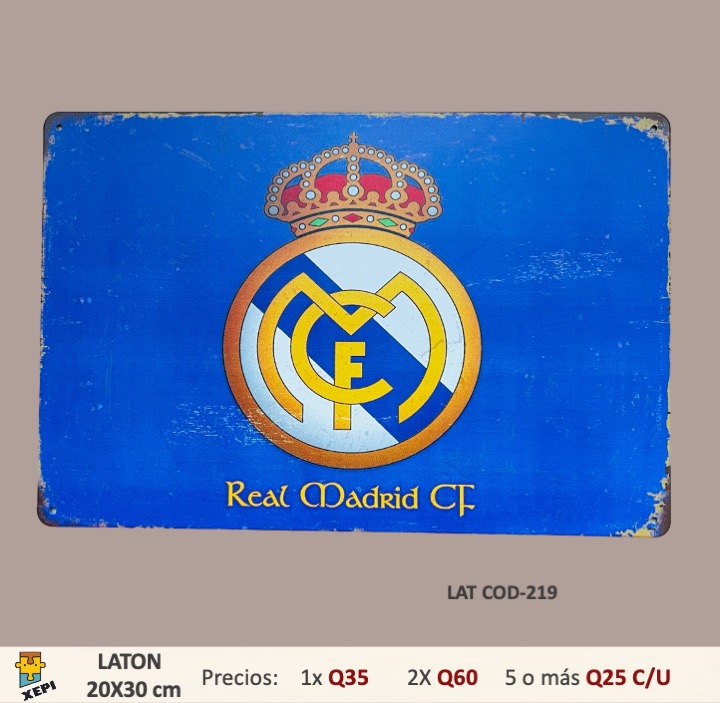 Real Madrid CF
LAT COD-219
LATON
20X30 cm
Precios: 1x Q35 2X Q60 5 o más Q25 C/U
XEPI